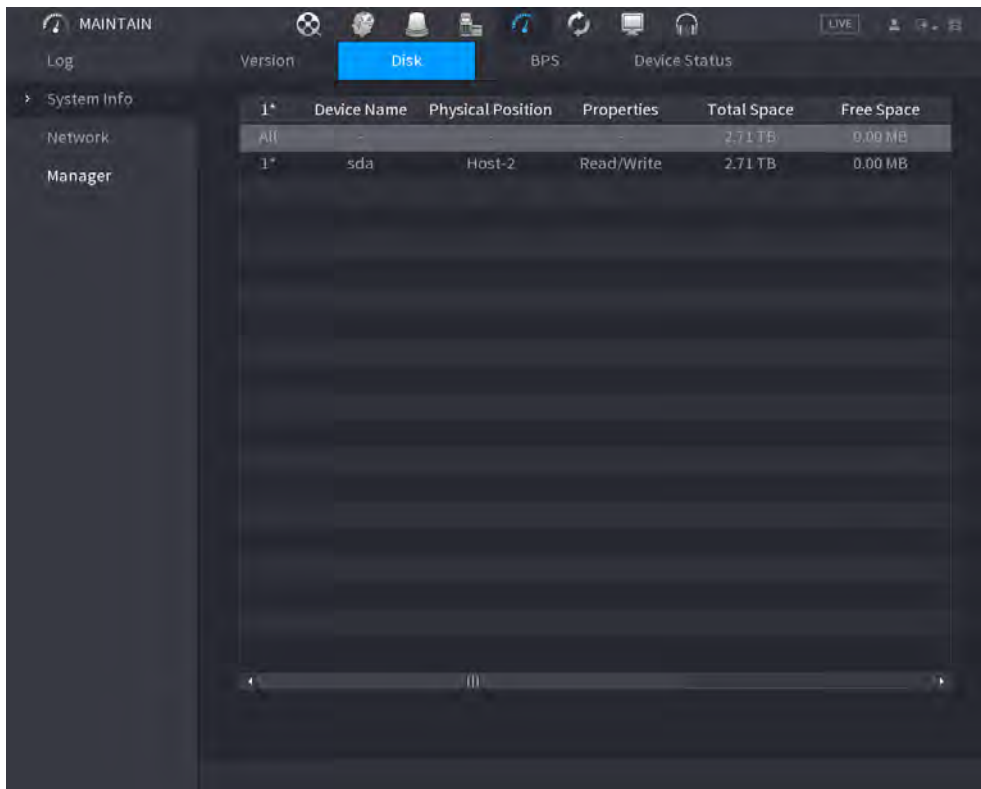 MAINTAIN LIVE
Log Version Disk BPS Device Status
System Info
1* Device Name Physical Position Properties Total Space Free Space
Network All - - - 2.71 TB 0.00 MB
1* sda Host-2 Read/Write 2.71 TB 0.00 MB
Manager